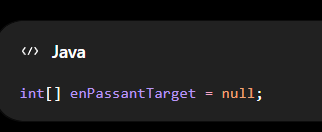 </> Java
int[] enPassantTarget = null;